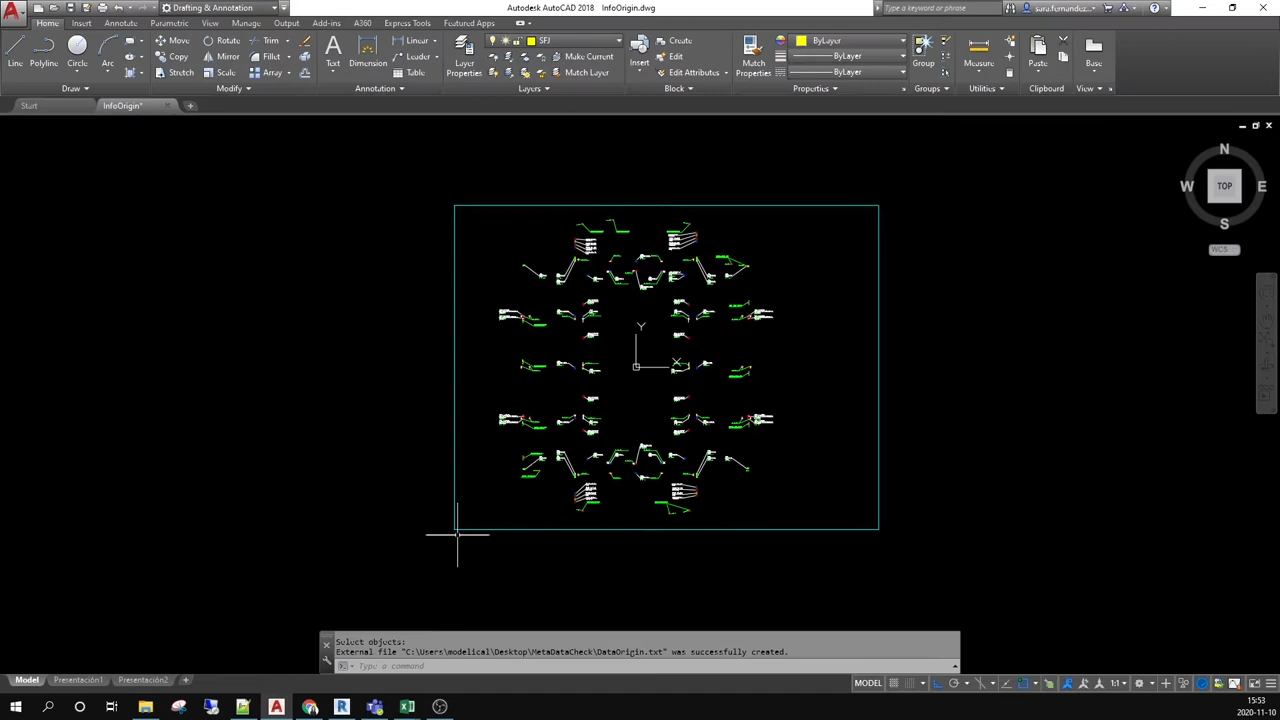 Drafting & Annotation
Autodesk AutoCAD 2018 InfoOrigin.dwg
Type a keyword or phrase
sara.fernandez...
Home Insert Annotate Parametric View Manage Output Add-ins A360 Express Tools Featured Apps
Line Polyline Circle Arc
Move Rotate Trim
Copy Mirror Fillet
Stretch Scale Array
Text Dimension
Linear
Leader
Table
Layer Properties
SFJ
Make Current
Match Layer
Insert
Create
Edit
Edit Attributes
Match Properties
ByLayer
ByLayer
ByLayer
Group
Measure
Paste
Base
Draw Modify Annotation Layers Block Properties Groups Utilities Clipboard View
Start InfoOrigin*
N
W TOP E
S
WCS
Y
X
Select objects:
External file "C:\Users\modelical\Desktop\MetaDataCheck\DataOrigin.txt" was successfully created.
Type a command
Model Presentación1 Presentación2
MODEL 1:1
15:53
2020-11-10